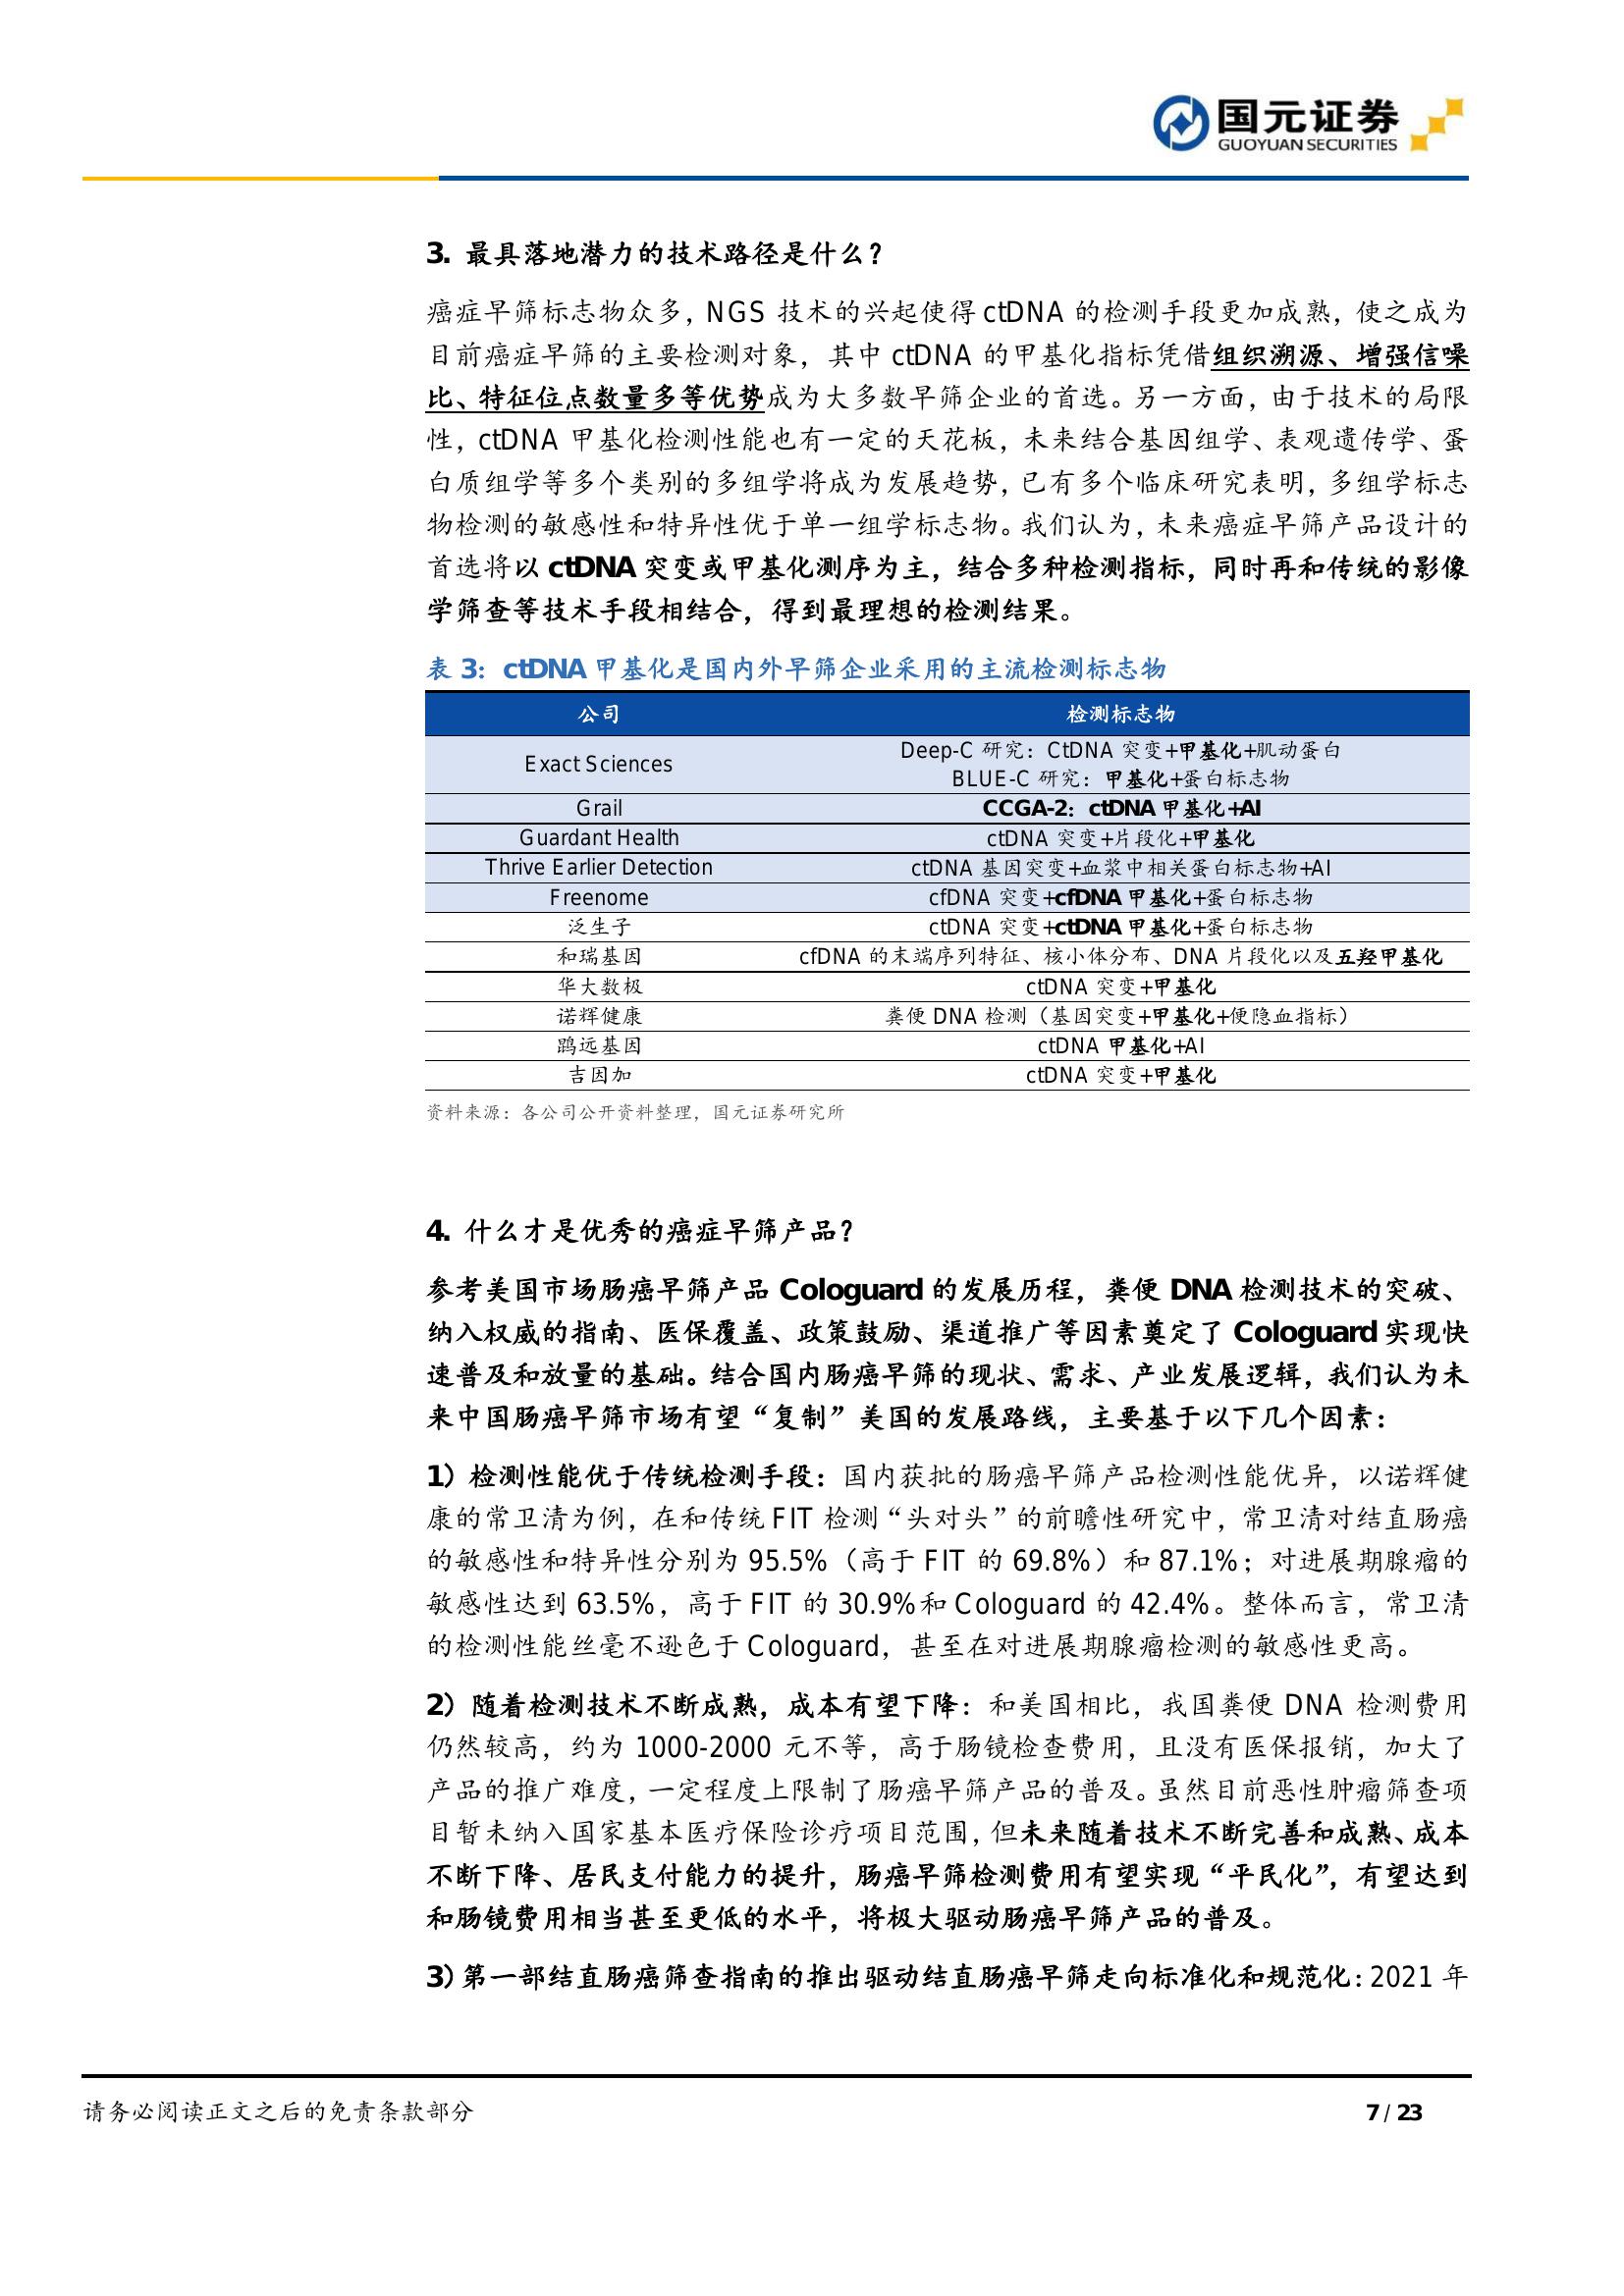 国元证券
GUOYUAN SECURITIES
3. 最具落地潜力的技术路径是什么？
癌症早筛标志物众多，NGS 技术的兴起使得 ctDNA 的检测手段更加成熟，使之成为
目前癌症早筛的主要检测对象，其中 ctDNA 的甲基化指标凭借组织溯源、增强信噪
比、特征位点数量多等优势成为大多数早筛企业的首选。另一方面，由于技术的局限
性，ctDNA 甲基化检测性能也有一定的天花板，未来结合基因组学、表观遗传学、蛋
白质组学等多个类别的多组学将成为发展趋势，已有多个临床研究表明，多组学标志
物检测的敏感性和特异性优于单一组学标志物。我们认为，未来癌症早筛产品设计的
首选将以 ctDNA 突变或甲基化测序为主，结合多种检测指标，同时再和传统的影像
学筛查等技术手段相结合，得到最理想的检测结果。
表 3：ctDNA 甲基化是国内外早筛企业采用的主流检测标志物
公司 检测标志物
Exact Sciences Deep-C 研究：CtDNA 突变+甲基化+肌动蛋白
BLUE-C 研究：甲基化+蛋白标志物
Grail CCGA-2：ctDNA 甲基化+AI
Guardant Health ctDNA 突变+片段化+甲基化
Thrive Earlier Detection ctDNA 基因突变+血浆中相关蛋白标志物+AI
Freenome cfDNA 突变+cfDNA 甲基化+蛋白标志物
泛生子 ctDNA 突变+ctDNA 甲基化+蛋白标志物
和瑞基因 cfDNA 的末端序列特征、核小体分布、DNA 片段化以及五羟甲基化
华大数极 ctDNA 突变+甲基化
诺辉健康 粪便 DNA 检测（基因突变+甲基化+便隐血指标）
鹍远基因 ctDNA 甲基化+AI
吉因加 ctDNA 突变+甲基化
资料来源：各公司公开资料整理，国元证券研究所
4. 什么才是优秀的癌症早筛产品？
参考美国市场肠癌早筛产品 Cologuard 的发展历程，粪便 DNA 检测技术的突破、
纳入权威的指南、医保覆盖、政策鼓励、渠道推广等因素奠定了 Cologuard 实现快
速普及和放量的基础。结合国内肠癌早筛的现状、需求、产业发展逻辑，我们认为未
来中国肠癌早筛市场有望“复制”美国的发展路线，主要基于以下几个因素：
1）检测性能优于传统检测手段：国内获批的肠癌早筛产品检测性能优异，以诺辉健
康的常卫清为例，在和传统 FIT 检测“头对头”的前瞻性研究中，常卫清对结直肠癌
的敏感性和特异性分别为 95.5%（高于 FIT 的 69.8%）和 87.1%；对进展期腺瘤的
敏感性达到 63.5%，高于 FIT 的 30.9%和 Cologuard 的 42.4%。整体而言，常卫清
的检测性能丝毫不逊色于 Cologuard，甚至在对进展期腺瘤检测的敏感性更高。
2）随着检测技术不断成熟，成本有望下降：和美国相比，我国粪便 DNA 检测费用
仍然较高，约为 1000-2000 元不等，高于肠镜检查费用，且没有医保报销，加大了
产品的推广难度，一定程度上限制了肠癌早筛产品的普及。虽然目前恶性肿瘤筛查项
目暂未纳入国家基本医疗保险诊疗项目范围，但未来随着技术不断完善和成熟、成本
不断下降、居民支付能力的提升，肠癌早筛检测费用有望实现“平民化”，有望达到
和肠镜费用相当甚至更低的水平，将极大驱动肠癌早筛产品的普及。
3）第一部结直肠癌筛查指南的推出驱动结直肠癌早筛走向标准化和规范化：2021 年
请务必阅读正文之后的免责条款部分 7 / 23